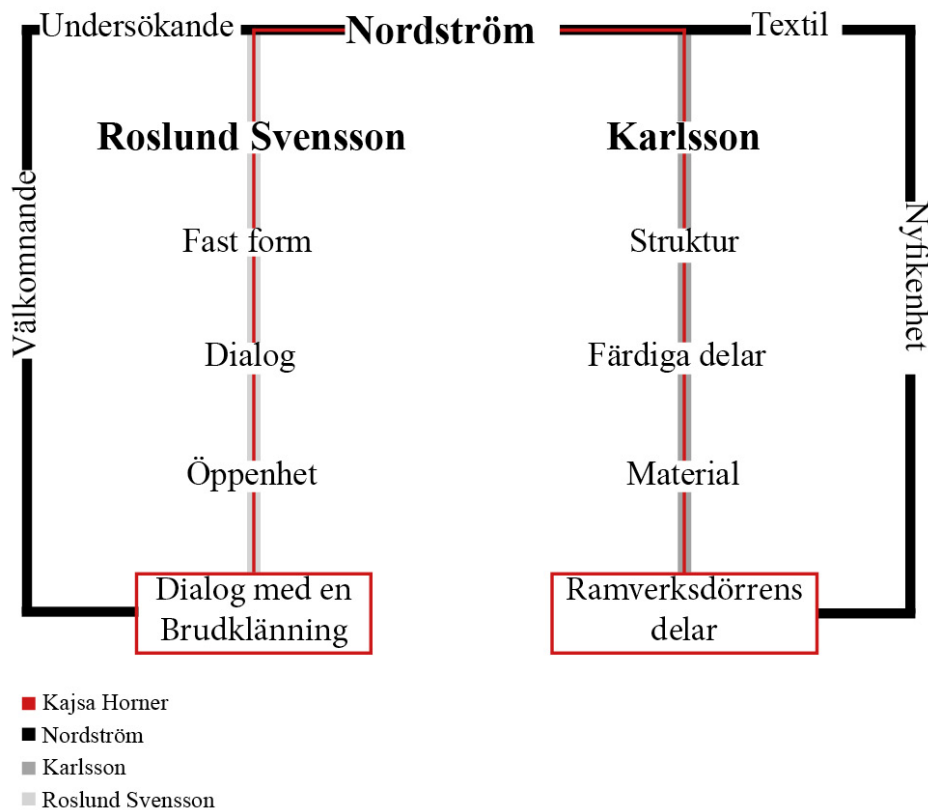 Undersökande
Nordström
Textil
Roslund Svensson
Karlsson
Välkomnande
Nyfikenhet
Fast form
Struktur
Dialog
Färdiga delar
Öppenhet
Material
Dialog med en
Brudklänning
Ramverksdörrens
delar
Kajsa Horner
Nordström
Karlsson
Roslund Svensson